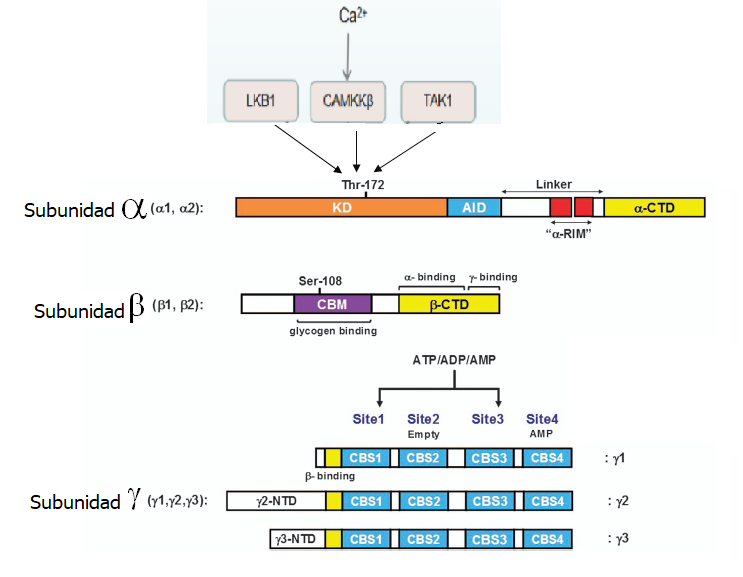 Ca2+
LKB1 CAMKKβ TAK1
Thr-172
Linker
Subunidad α (α1, α2): KD AID α-CTD
“α-RIM”
α- binding γ- binding
Ser-108
Subunidad β (β1, β2): CBM β-CTD
glycogen binding
ATP/ADP/AMP
Site1 Site2 Site3 Site4
Empty AMP
CBS1 CBS2 CBS3 CBS4 : γ1
β- binding
Subunidad γ (γ1,γ2,γ3): γ2-NTD CBS1 CBS2 CBS3 CBS4 : γ2
γ3-NTD CBS1 CBS2 CBS3 CBS4 : γ3